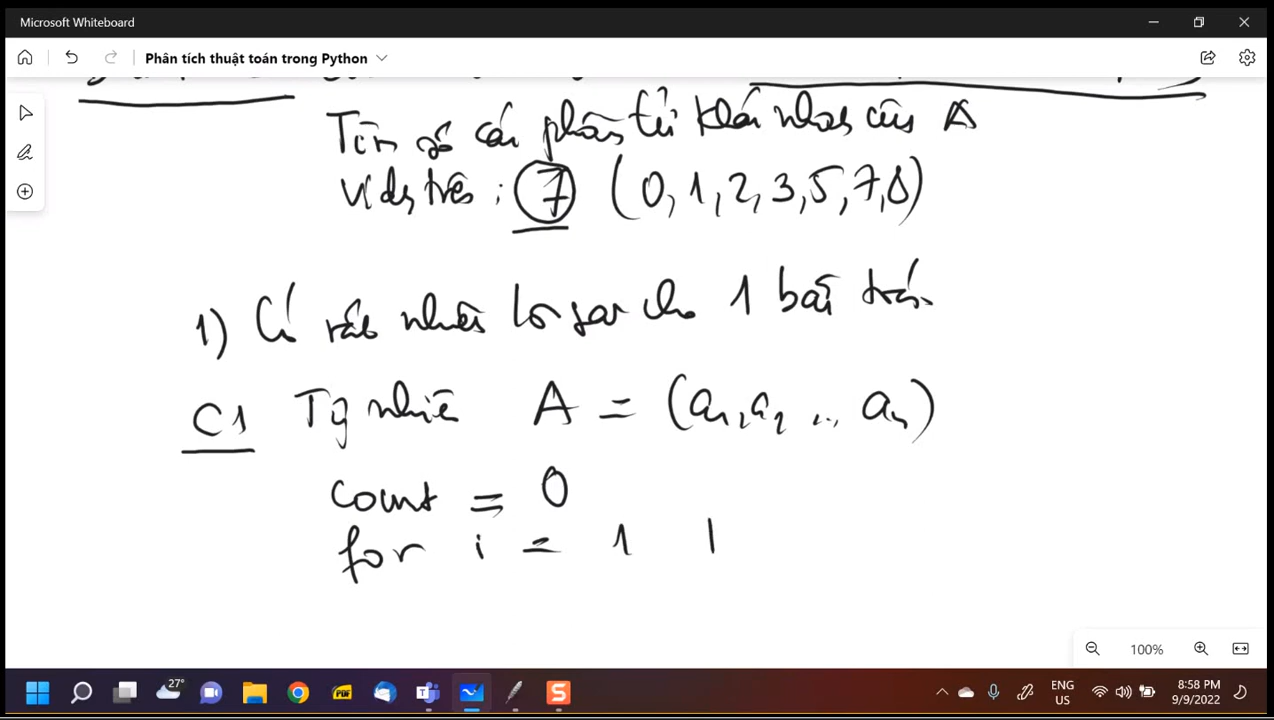 Microsoft Whiteboard
Phân tích thuật toán trong Python
Tìm số các phần tử khác nhau của A
Ví dụ trên : 7 (0, 1, 2, 3, 5, 7, 8)
1) Có rất nhiều lời giải cho 1 bài toán
C1 Tự nhiên A = (a1, a2 ... an)
count = 0
for i = 1
100%
27°
PDF
S
ENG
US
8:58 PM
9/9/2022